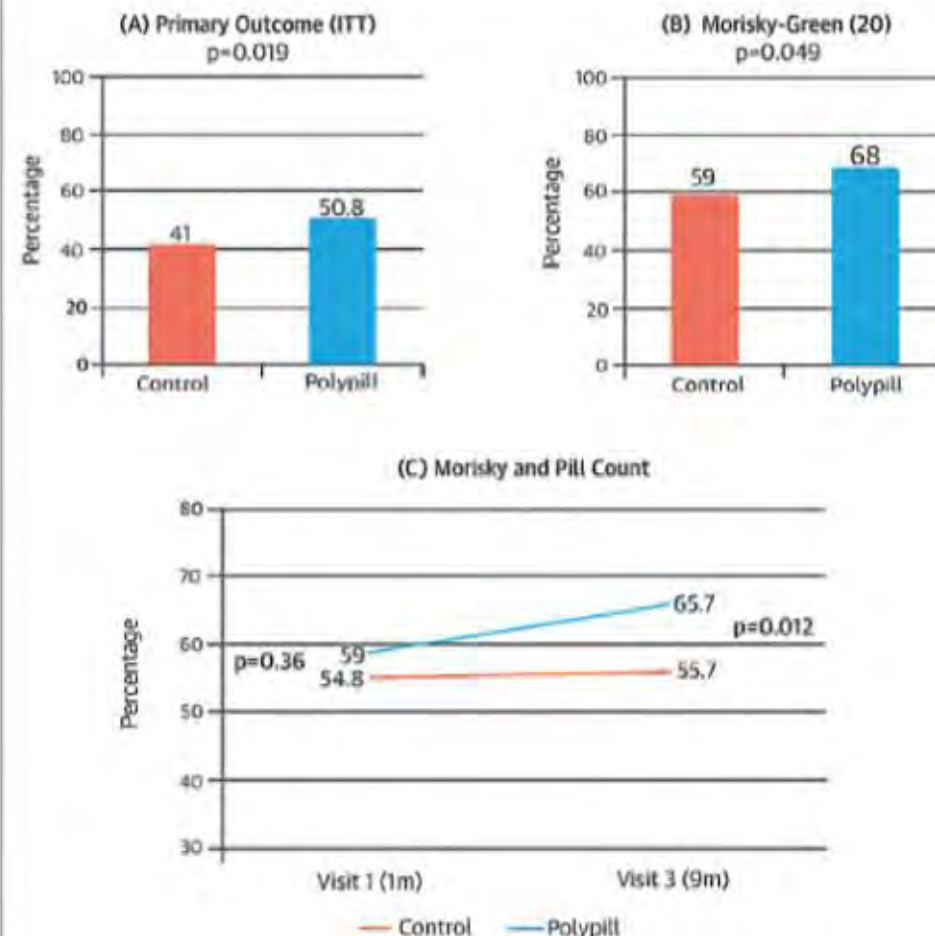 (A) Primary Outcome (ITT)
p=0.019
Percentage
100
80
60
40
20
0
41
50.8
Control
Polypill
(B) Morisky-Green (20)
p=0.049
Percentage
100
80
60
40
20
0
59
68
Control
Polypill
(C) Morisky and Pill Count
Percentage
80
70
60
50
40
30
p=0.36
59
54.8
65.7
p=0.012
55.7
Visit 1 (1m)
Visit 3 (9m)
Control
Polypill